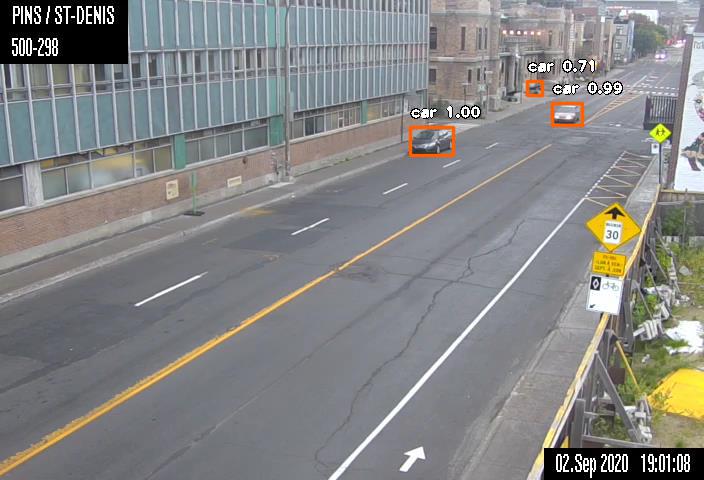 PINS / ST-DENIS
500-298
car 0.71
car 0.99
car 1.00
MAXIMUM
30
02.Sep 2020 19:01:08